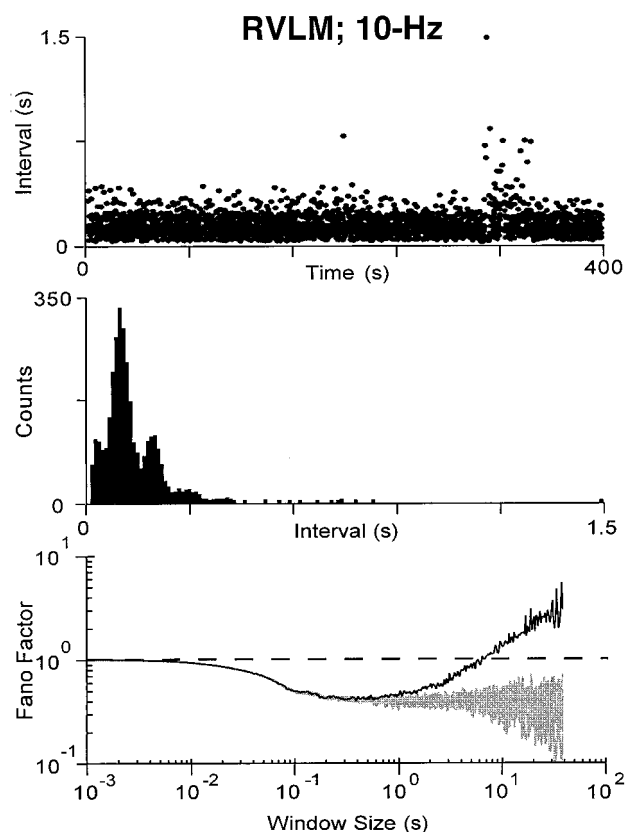 RVLM; 10-Hz
1.5
Interval (s)
0
0
Time (s)
400
350
Counts
0
0
Interval (s)
1.5
10^1
Fano Factor
10^0
10^-1
10^-3
10^-2
10^-1
10^0
10^1
10^2
Window Size (s)